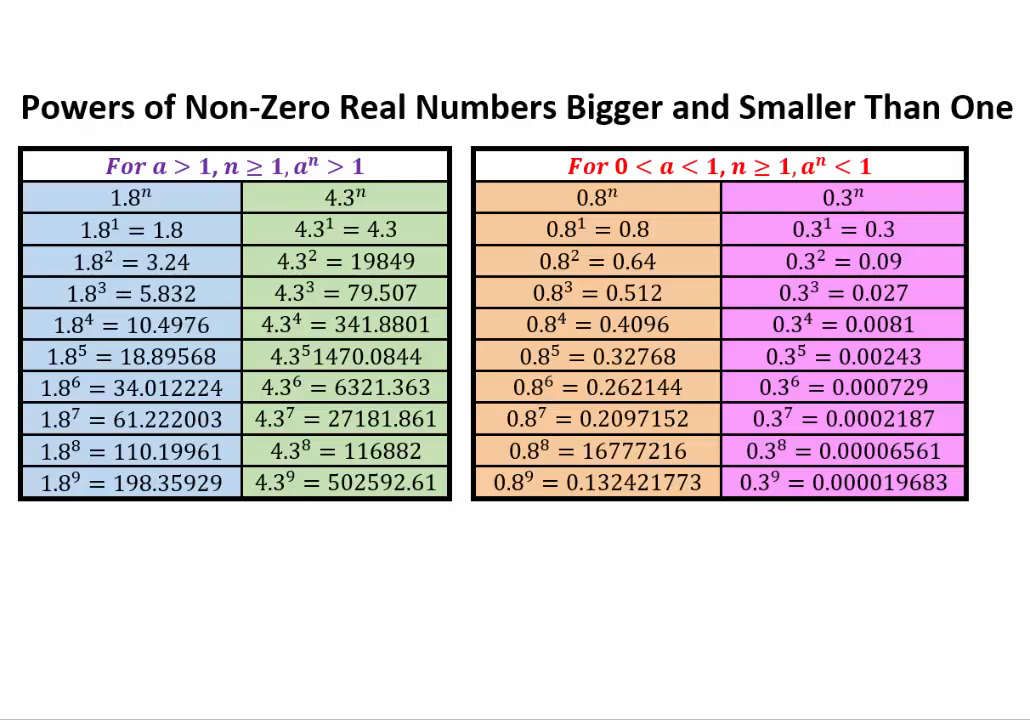 Powers of Non-Zero Real Numbers Bigger and Smaller Than One
For a > 1, n ≥ 1, aⁿ > 1
1.8ⁿ 4.3ⁿ
1.8¹ = 1.8 4.3¹ = 4.3
1.8² = 3.24 4.3² = 19849
1.8³ = 5.832 4.3³ = 79.507
1.8⁴ = 10.4976 4.3⁴ = 341.8801
1.8⁵ = 18.89568 4.3⁵1470.0844
1.8⁶ = 34.012224 4.3⁶ = 6321.363
1.8⁷ = 61.222003 4.3⁷ = 27181.861
1.8⁸ = 110.19961 4.3⁸ = 116882
1.8⁹ = 198.35929 4.3⁹ = 502592.61
For 0 < a < 1, n ≥ 1, aⁿ < 1
0.8ⁿ 0.3ⁿ
0.8¹ = 0.8 0.3¹ = 0.3
0.8² = 0.64 0.3² = 0.09
0.8³ = 0.512 0.3³ = 0.027
0.8⁴ = 0.4096 0.3⁴ = 0.0081
0.8⁵ = 0.32768 0.3⁵ = 0.00243
0.8⁶ = 0.262144 0.3⁶ = 0.000729
0.8⁷ = 0.2097152 0.3⁷ = 0.0002187
0.8⁸ = 16777216 0.3⁸ = 0.00006561
0.8⁹ = 0.132421773 0.3⁹ = 0.000019683